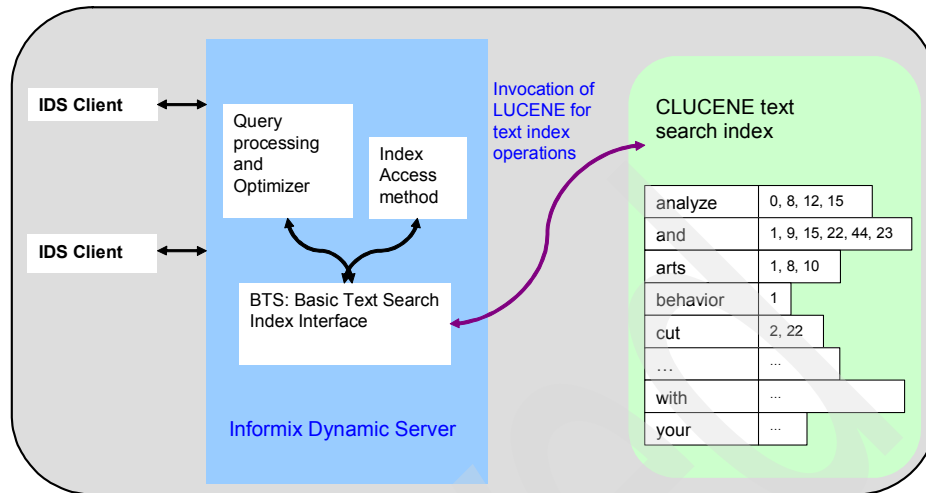 IDS Client
IDS Client
Query
processing
and
Optimizer
Index
Access
method
BTS: Basic Text Search
Index Interface
Informix Dynamic Server
Invocation of
LUCENE for
text index
operations
CLUCENE text
search index
analyze 0, 8, 12, 15
and 1, 9, 15, 22, 44, 23
arts 1, 8, 10
behavior 1
cut 2, 22
... ...
with ...
your ...